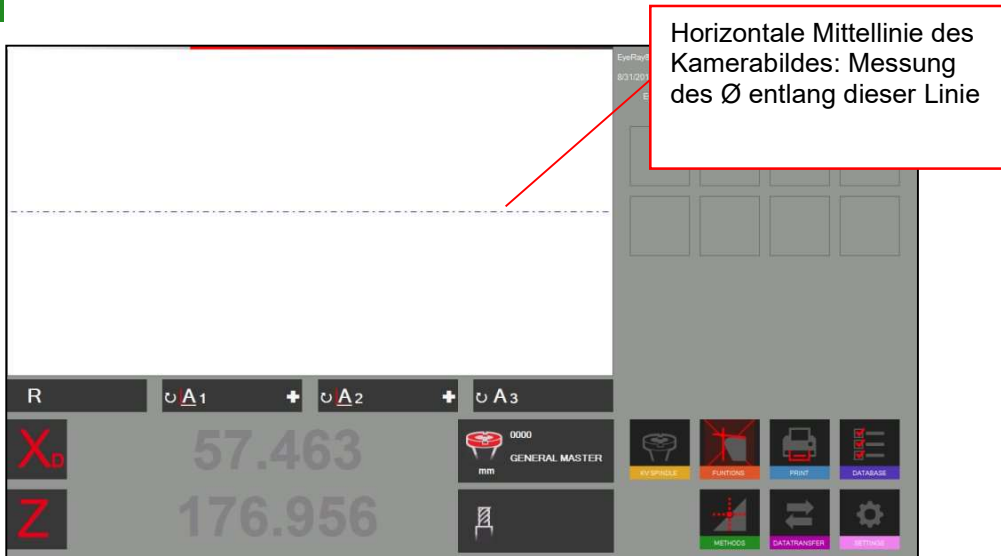 Horizontale Mittellinie des
Kamerabildes: Messung
des Ø entlang dieser Linie
R
A1
A2
A3
XD
57.463
0000
GENERAL MASTER
mm
Z
176.956
KV SPINDLE
FUNTIONS
PRINT
DATABASE
METHODS
DATATRANSFER
SETTINGS